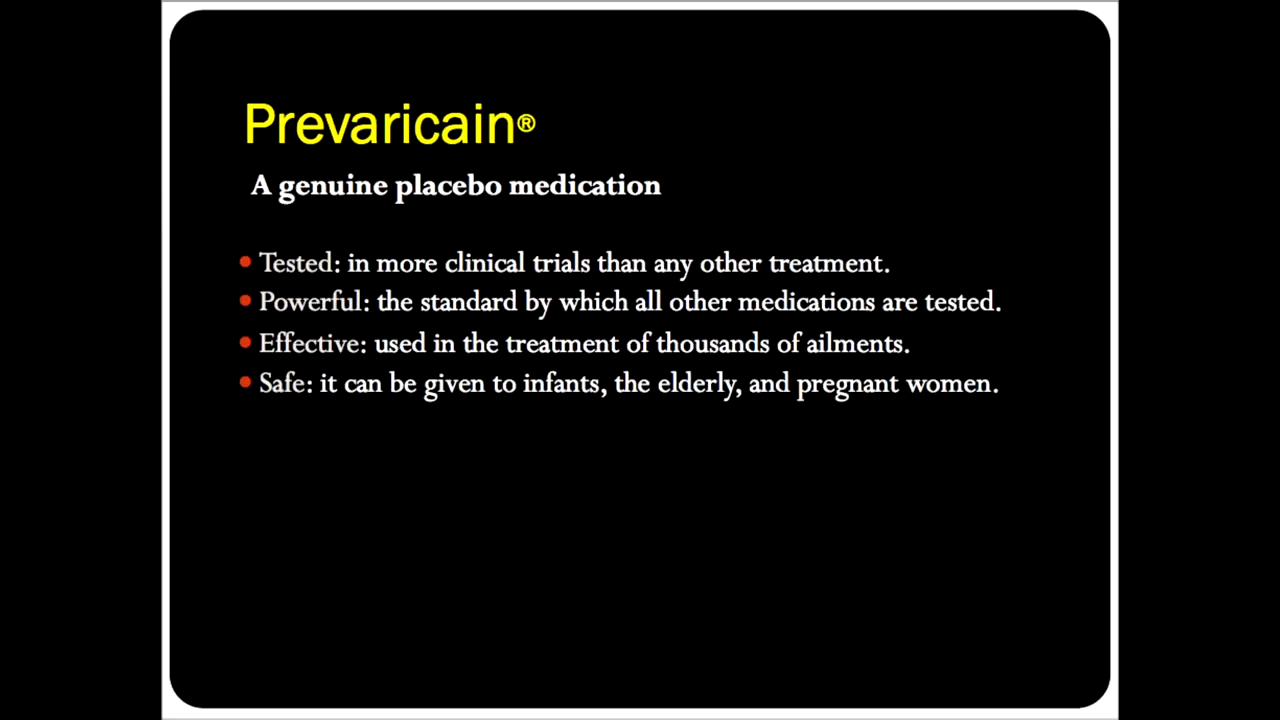 Prevaricain®
A genuine placebo medication
• Tested: in more clinical trials than any other treatment.
• Powerful: the standard by which all other medications are tested.
• Effective: used in the treatment of thousands of ailments.
• Safe: it can be given to infants, the elderly, and pregnant women.